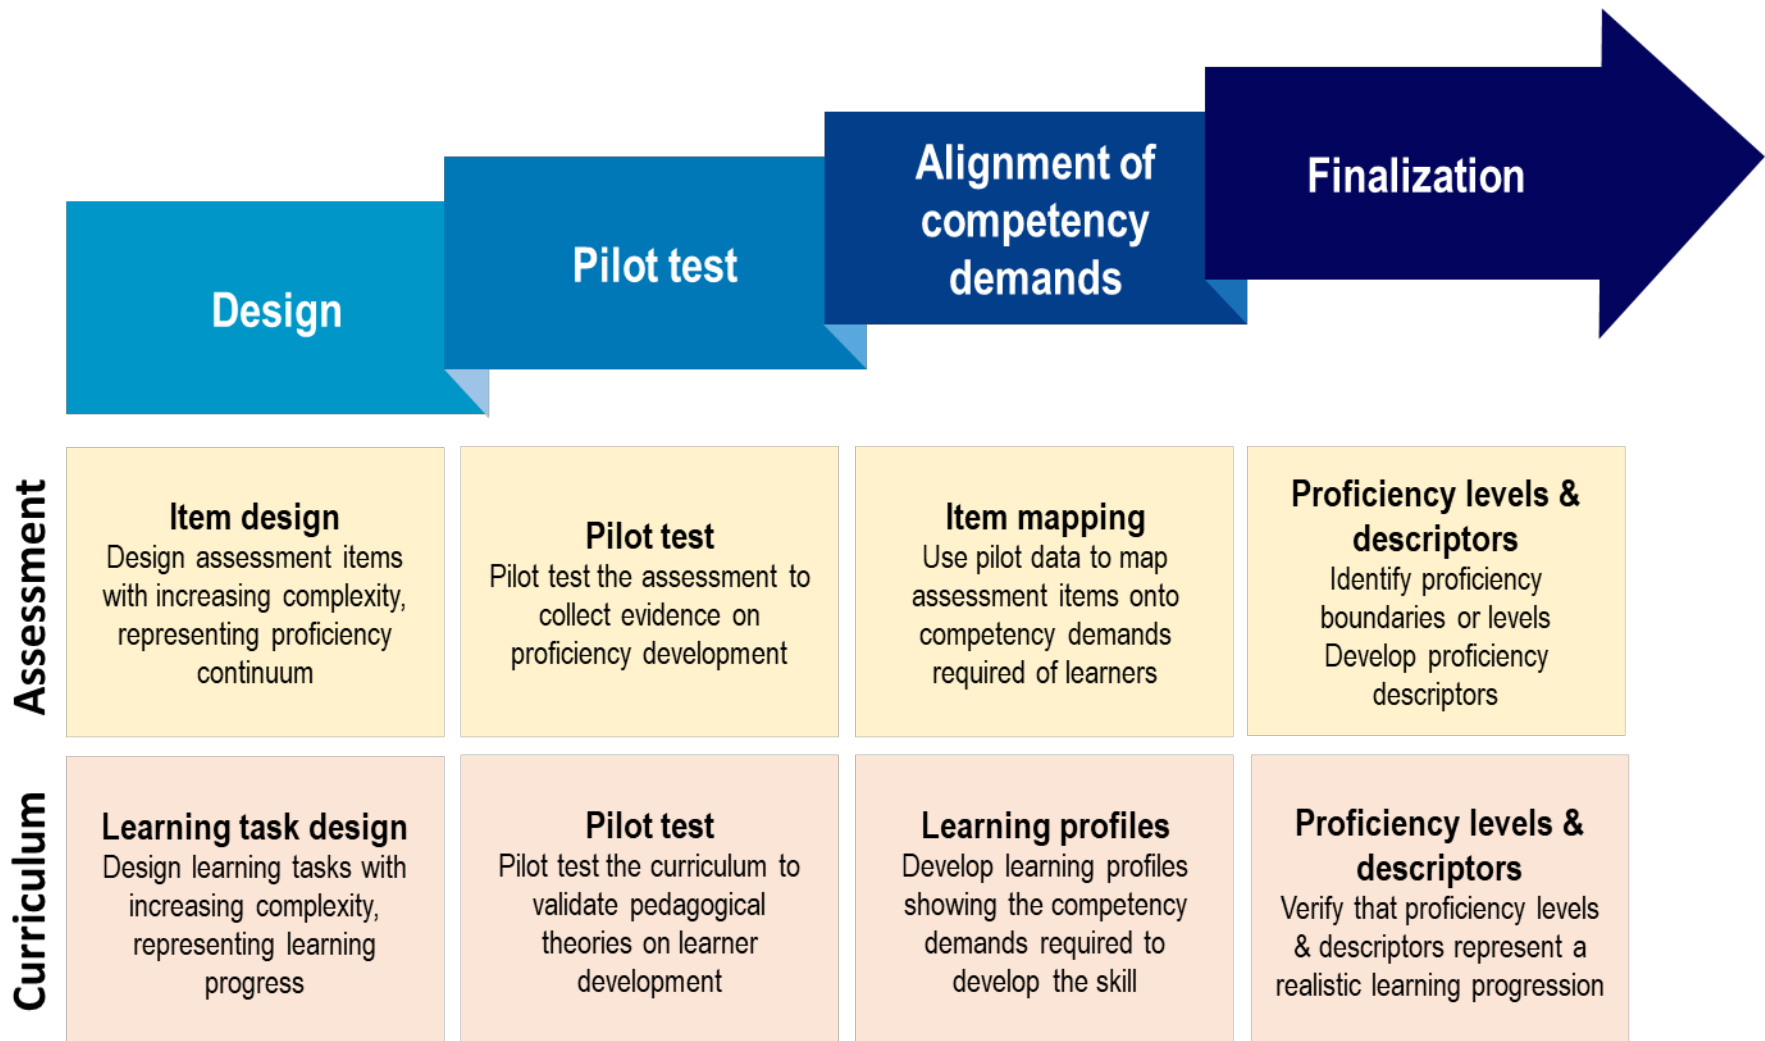 Design
Pilot test
Alignment of
competency
demands
Finalization
Assessment
Item design
Design assessment items
with increasing complexity,
representing proficiency
continuum
Pilot test
Pilot test the assessment to
collect evidence on
proficiency development
Item mapping
Use pilot data to map
assessment items onto
competency demands
required of learners
Proficiency levels &
descriptors
Identify proficiency
boundaries or levels
Develop proficiency
descriptors
Curriculum
Learning task design
Design learning tasks with
increasing complexity,
representing learning
progress
Pilot test
Pilot test the curriculum to
validate pedagogical
theories on learner
development
Learning profiles
Develop learning profiles
showing the competency
demands required to
develop the skill
Proficiency levels &
descriptors
Verify that proficiency levels
& descriptors represent a
realistic learning progression